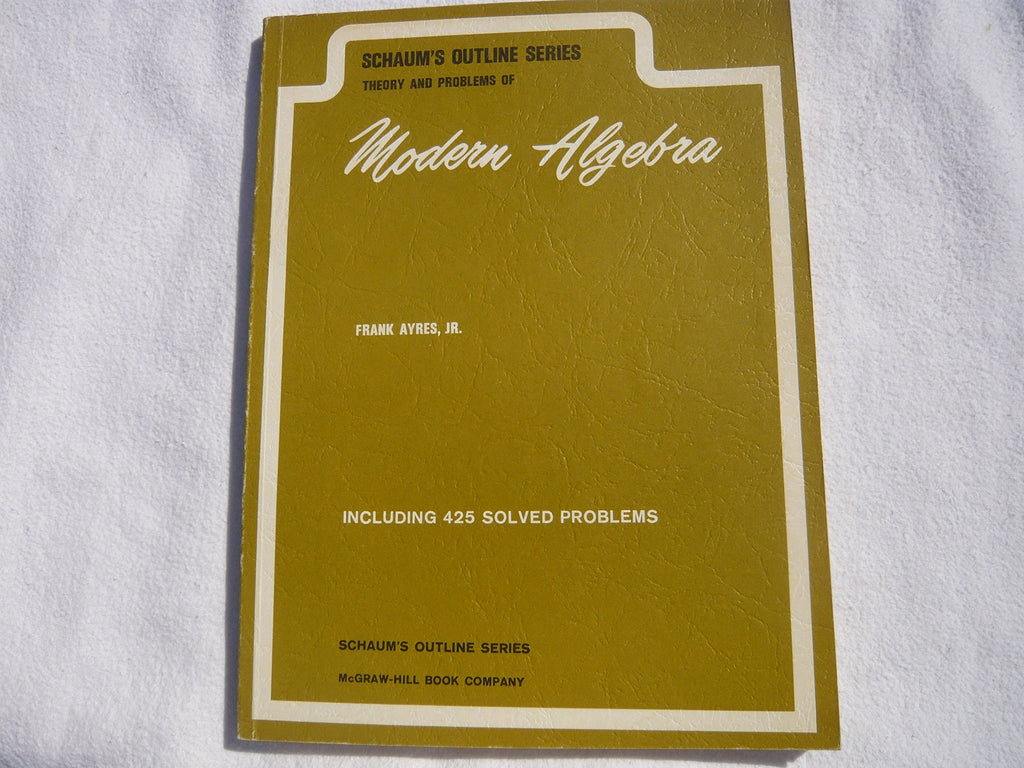 SCHAUM'S OUTLINE SERIES
THEORY AND PROBLEMS OF
Modern Algebra
FRANK AYRES, JR.
INCLUDING 425 SOLVED PROBLEMS
SCHAUM'S OUTLINE SERIES
McGRAW-HILL BOOK COMPANY